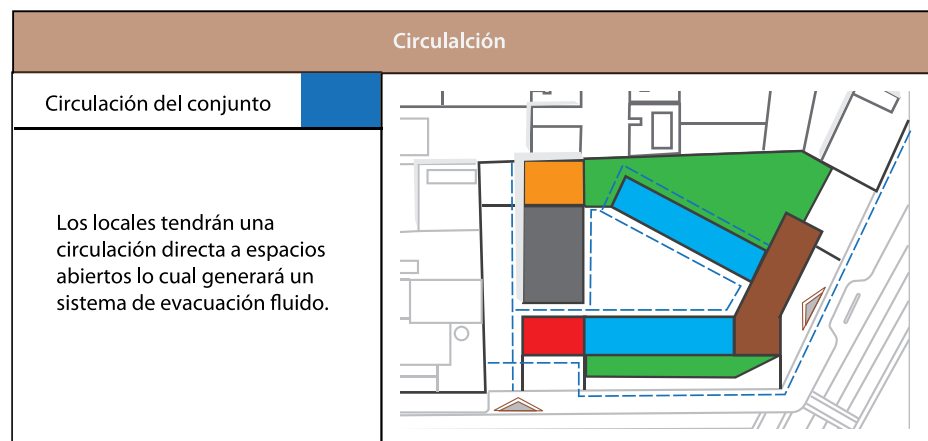 Circulalción
Circulación del conjunto
Los locales tendrán una
circulación directa a espacios
abiertos lo cual generará un
sistema de evacuación fluido.